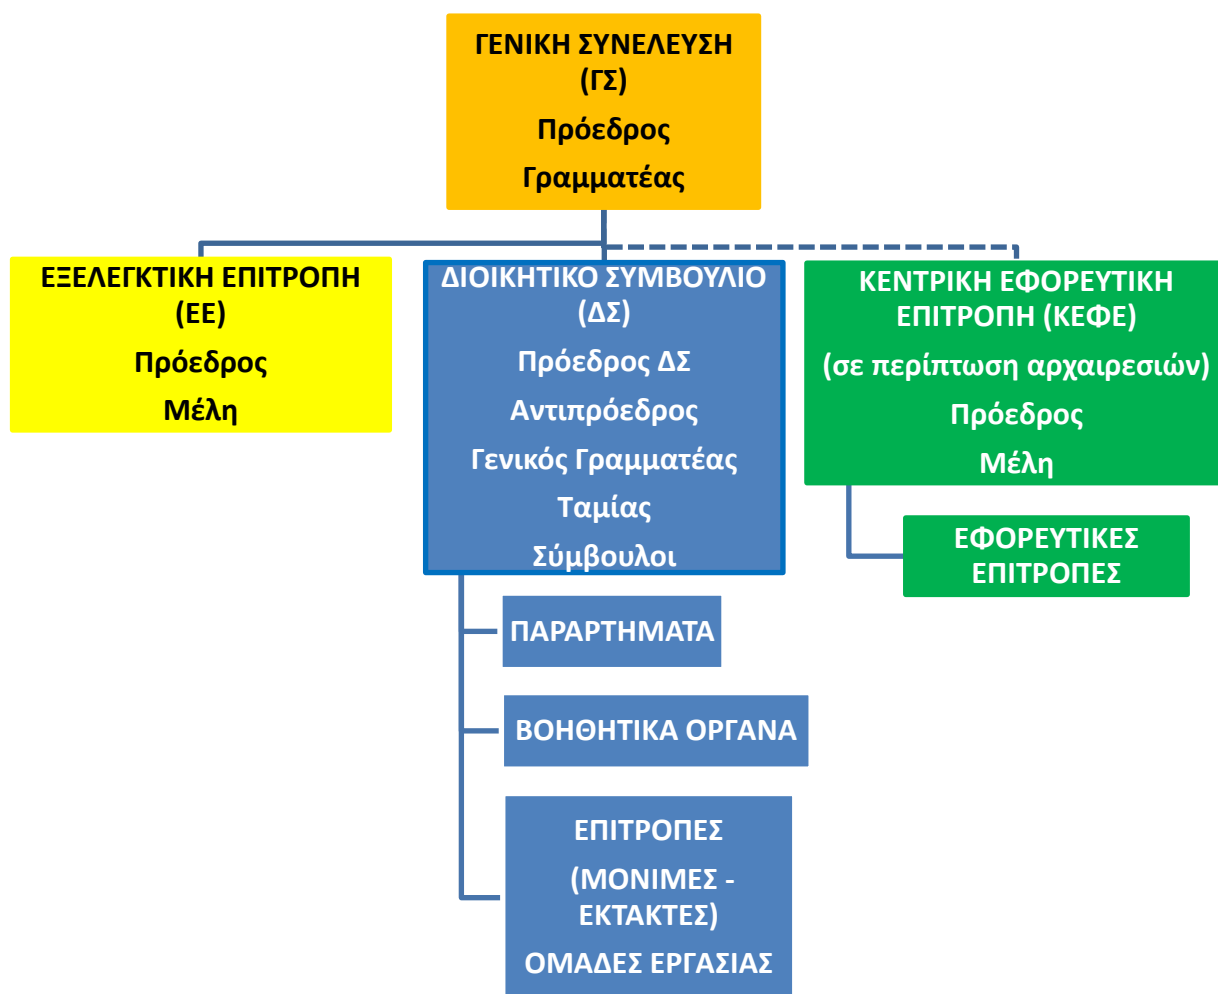 ΓΕΝΙΚΗ ΣΥΝΕΛΕΥΣΗ
(ΓΣ)
Πρόεδρος
Γραμματέας
ΕΞΕΛΕΓΚΤΙΚΗ ΕΠΙΤΡΟΠΗ
(ΕΕ)
Πρόεδρος
Μέλη
ΔΙΟΙΚΗΤΙΚΟ ΣΥΜΒΟΥΛΙΟ
(ΔΣ)
Πρόεδρος ΔΣ
Αντιπρόεδρος
Γενικός Γραμματέας
Ταμίας
Σύμβουλοι
ΚΕΝΤΡΙΚΗ ΕΦΟΡΕΥΤΙΚΗ
ΕΠΙΤΡΟΠΗ (ΚΕΦΕ)
(σε περίπτωση αρχαιρεσιών)
Πρόεδρος
Μέλη
ΕΦΟΡΕΥΤΙΚΕΣ
ΕΠΙΤΡΟΠΕΣ
ΠΑΡΑΡΤΗΜΑΤΑ
ΒΟΗΘΗΤΙΚΑ ΟΡΓΑΝΑ
ΕΠΙΤΡΟΠΕΣ
(ΜΟΝΙΜΕΣ -
ΕΚΤΑΚΤΕΣ)
ΟΜΑΔΕΣ ΕΡΓΑΣΙΑΣ